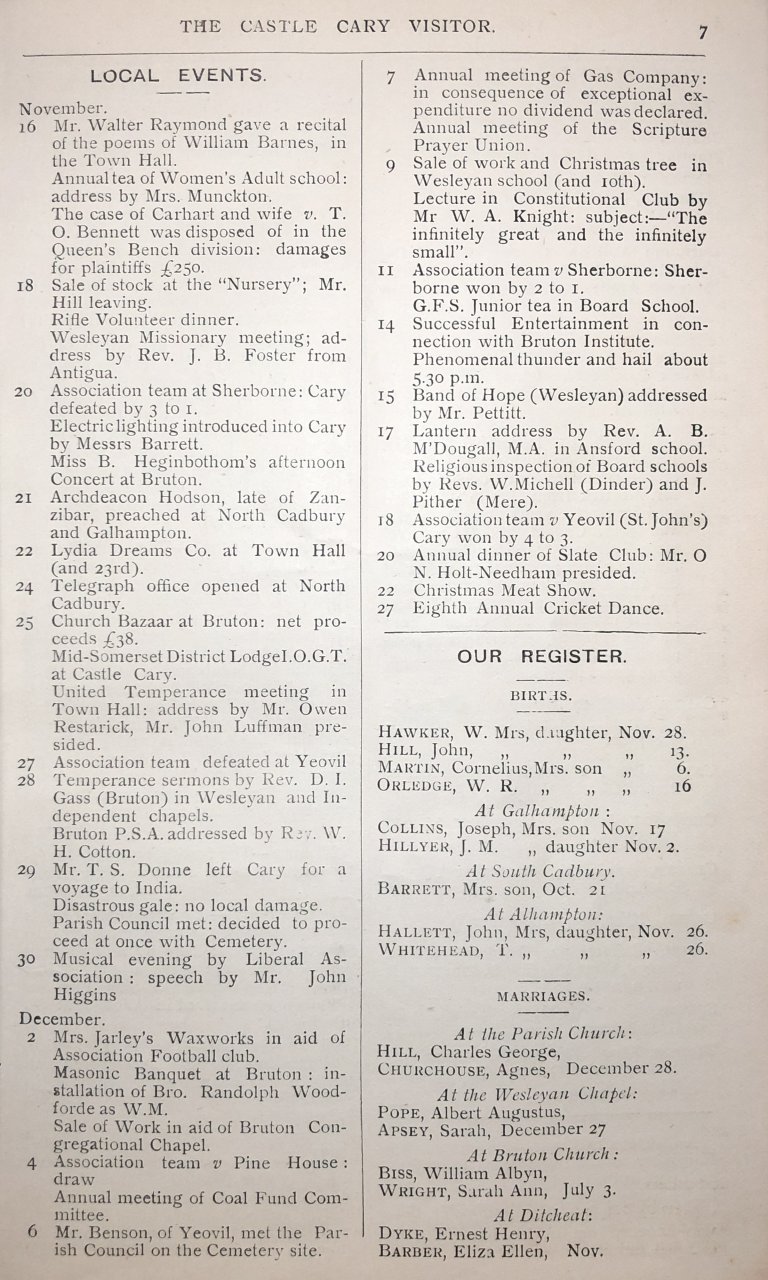 THE CASTLE CARY VISITOR. 7
LOCAL EVENTS.
November.
16 Mr. Walter Raymond gave a recital
of the poems of William Barnes, in
the Town Hall.
Annual tea of Women's Adult school:
address by Mrs. Munckton.
The case of Carhart and wife v. T.
O. Bennett was disposed of in the
Queen's Bench division: damages
for plaintiffs £250.
18 Sale of stock at the "Nursery"; Mr.
Hill leaving.
Rifle Volunteer dinner.
Wesleyan Missionary meeting; ad-
dress by Rev. J. B. Foster from
Antigua.
20 Association team at Sherborne: Cary
defeated by 3 to 1.
Electric lighting introduced into Cary
by Messrs Barrett.
Miss B. Heginbothom's afternoon
Concert at Bruton.
21 Archdeacon Hodson, late of Zan-
zibar, preached at North Cadbury
and Galhampton.
22 Lydia Dreams Co. at Town Hall
(and 23rd).
24 Telegraph office opened at North
Cadbury.
25 Church Bazaar at Bruton: net pro-
ceeds £38.
Mid-Somerset District Lodge I.O.G.T.
at Castle Cary.
United Temperance meeting in
Town Hall: address by Mr. Owen
Restarick, Mr. John Luffman pre-
sided.
27 Association team defeated at Yeovil
28 Temperance sermons by Rev. D. I.
Gass (Bruton) in Wesleyan and In-
dependent chapels.
Bruton P.S.A. addressed by Rev. W.
H. Cotton.
29 Mr. T. S. Donne left Cary for a
voyage to India.
Disastrous gale: no local damage.
Parish Council met: decided to pro-
ceed at once with Cemetery.
30 Musical evening by Liberal As-
sociation : speech by Mr. John
Higgins
December.
2 Mrs. Jarley's Waxworks in aid of
Association Football club.
Masonic Banquet at Bruton : in-
stallation of Bro. Randolph Wood-
forde as W.M.
Sale of Work in aid of Bruton Con-
gregational Chapel.
4 Association team v Pine House :
draw
Annual meeting of Coal Fund Com-
mittee.
6 Mr. Benson, of Yeovil, met the Par-
ish Council on the Cemetery site.
7 Annual meeting of Gas Company:
in consequence of exceptional ex-
penditure no dividend was declared.
Annual meeting of the Scripture
Prayer Union.
9 Sale of work and Christmas tree in
Wesleyan school (and 10th).
Lecture in Constitutional Club by
Mr W. A. Knight: subject:—"The
infinitely great and the infinitely
small".
11 Association team v Sherborne: Sher-
borne won by 2 to 1.
G.F.S. Junior tea in Board School.
14 Successful Entertainment in con-
nection with Bruton Institute.
Phenomenal thunder and hail about
5.30 p.m.
15 Band of Hope (Wesleyan) addressed
by Mr. Pettitt.
17 Lantern address by Rev. A. B.
M'Dougall, M.A. in Ansford school.
Religious inspection of Board schools
by Revs. W. Michell (Dinder) and J.
Pither (Mere).
18 Association team v Yeovil (St. John's)
Cary won by 4 to 3.
20 Annual dinner of Slate Club: Mr. O
N. Holt-Needham presided.
22 Christmas Meat Show.
27 Eighth Annual Cricket Dance.
OUR REGISTER.
BIRTHS.
HAWKER, W. Mrs, daughter, Nov. 28.
HILL, John, ,, ,, ,, 13.
MARTIN, Cornelius, Mrs. son ,, 6.
ORLEDGE, W. R. ,, ,, ,, 16
At Galhampton :
COLLINS, Joseph, Mrs. son Nov. 17
HILLYER, J. M. ,, daughter Nov. 2.
At South Cadbury.
BARRETT, Mrs. son, Oct. 21
At Alhampton:
HALLETT, John, Mrs, daughter, Nov. 26.
WHITEHEAD, T. ,, ,, ,, 26.
MARRIAGES.
At the Parish Church:
HILL, Charles George,
CHURCHOUSE, Agnes, December 28.
At the Wesleyan Chapel:
POPE, Albert Augustus,
APSEY, Sarah, December 27
At Bruton Church :
BISS, William Albyn,
WRIGHT, Sarah Ann, July 3.
At Ditcheat:
DYKE, Ernest Henry,
BARBER, Eliza Ellen, Nov.